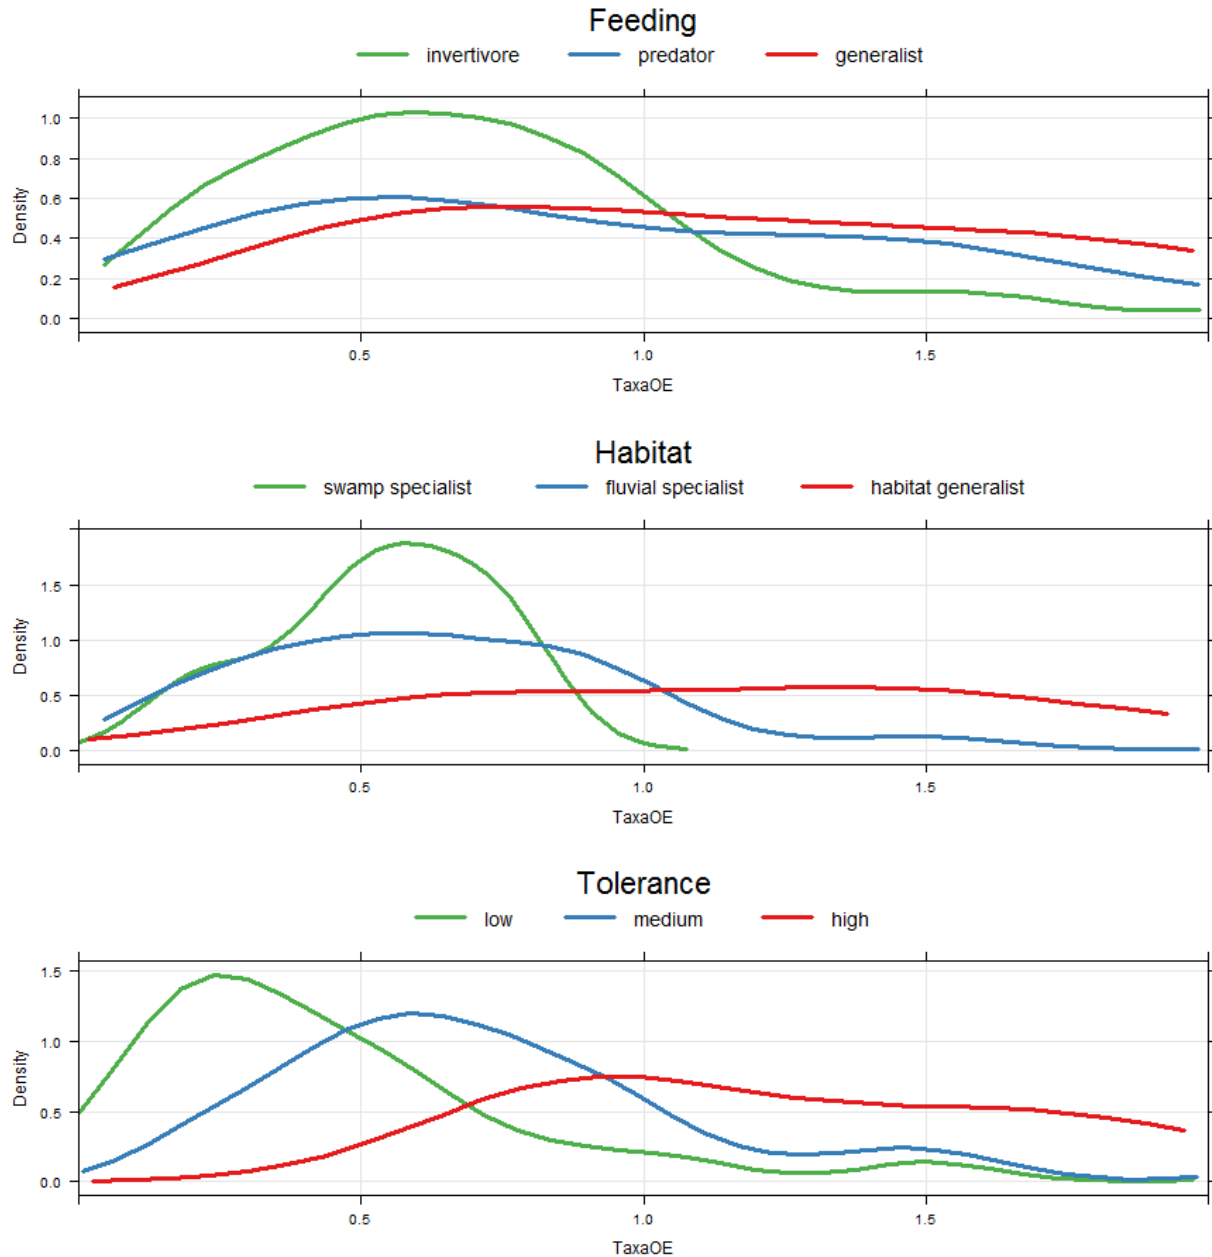 Feeding
invertivore predator generalist
1.0
0.8
0.6
0.4
0.2
0.0
Density
0.5 1.0 1.5
TaxaOE
Habitat
swamp specialist fluvial specialist habitat generalist
1.5
1.0
0.5
0.0
Density
0.5 1.0 1.5
TaxaOE
Tolerance
low medium high
1.5
1.0
0.5
0.0
Density
0.5 1.0 1.5
TaxaOE